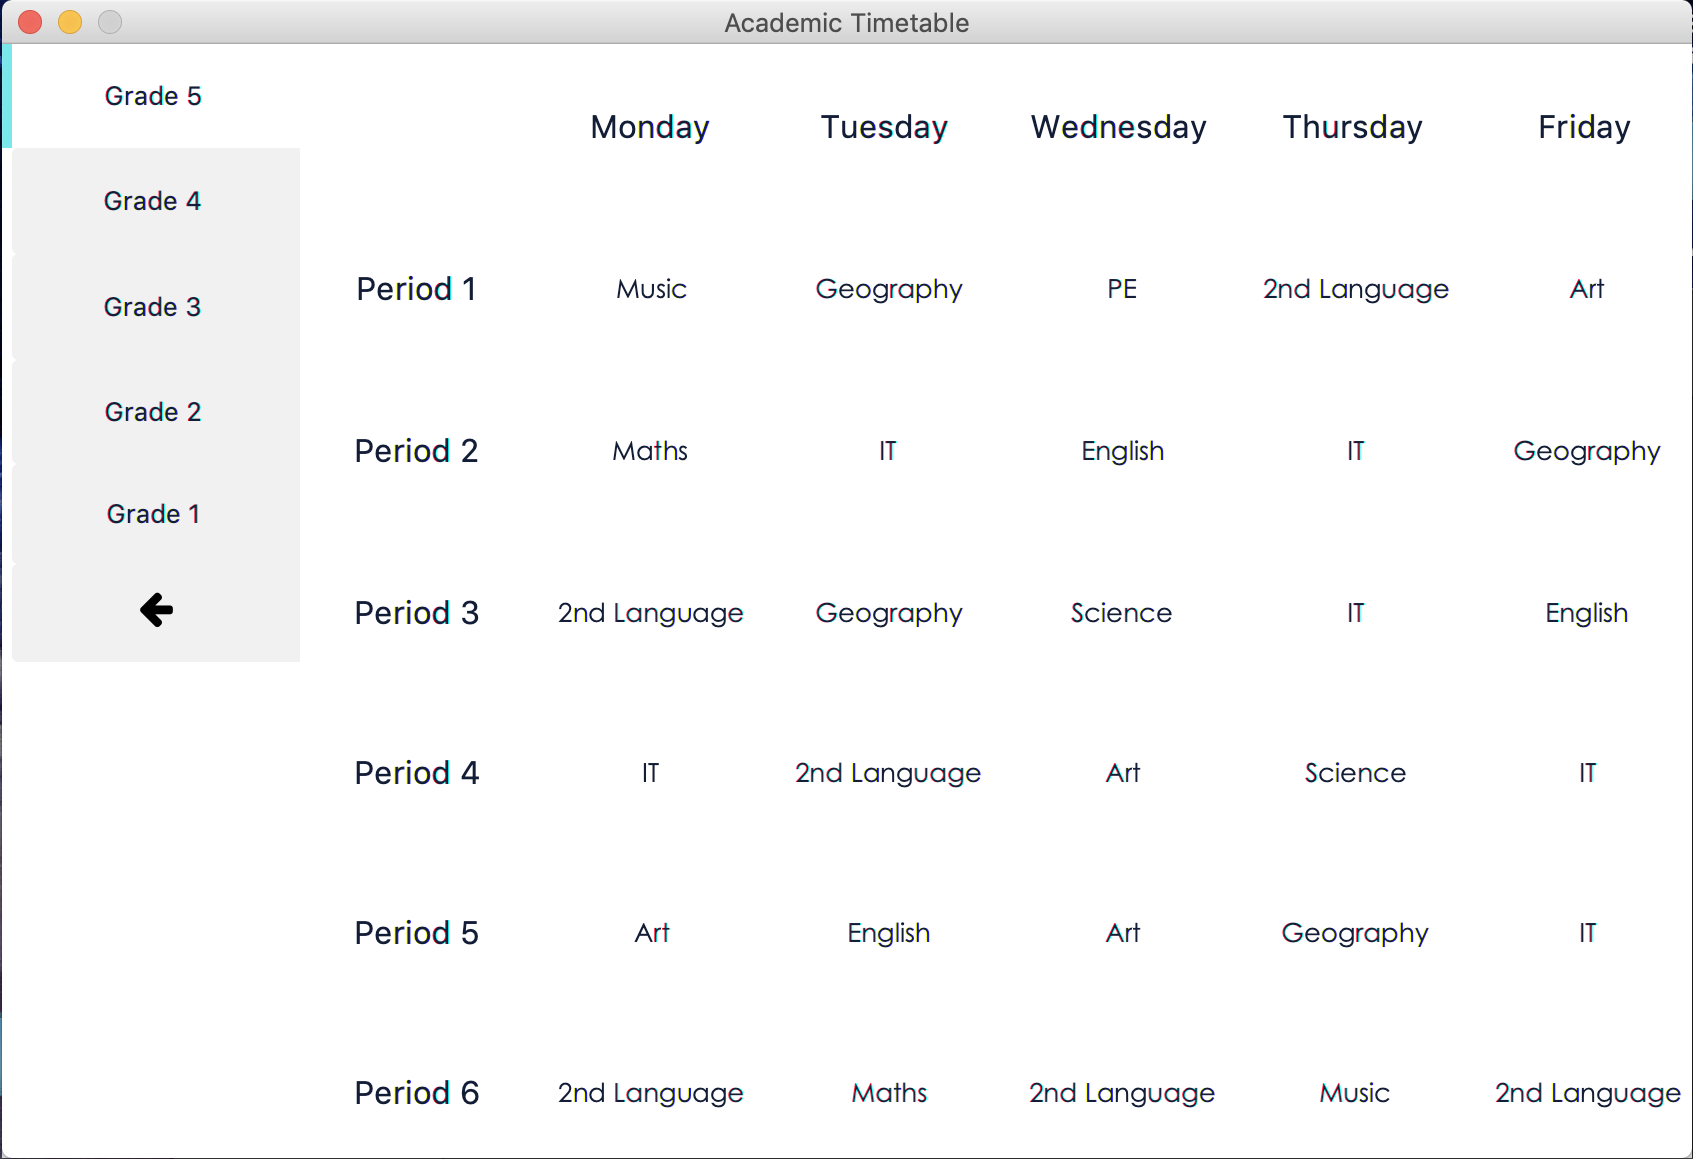 Academic Timetable
Grade 5
Grade 4
Grade 3
Grade 2
Grade 1
Monday Tuesday Wednesday Thursday Friday
Period 1 Music Geography PE 2nd Language Art
Period 2 Maths IT English IT Geography
Period 3 2nd Language Geography Science IT English
Period 4 IT 2nd Language Art Science IT
Period 5 Art English Art Geography IT
Period 6 2nd Language Maths 2nd Language Music 2nd Language